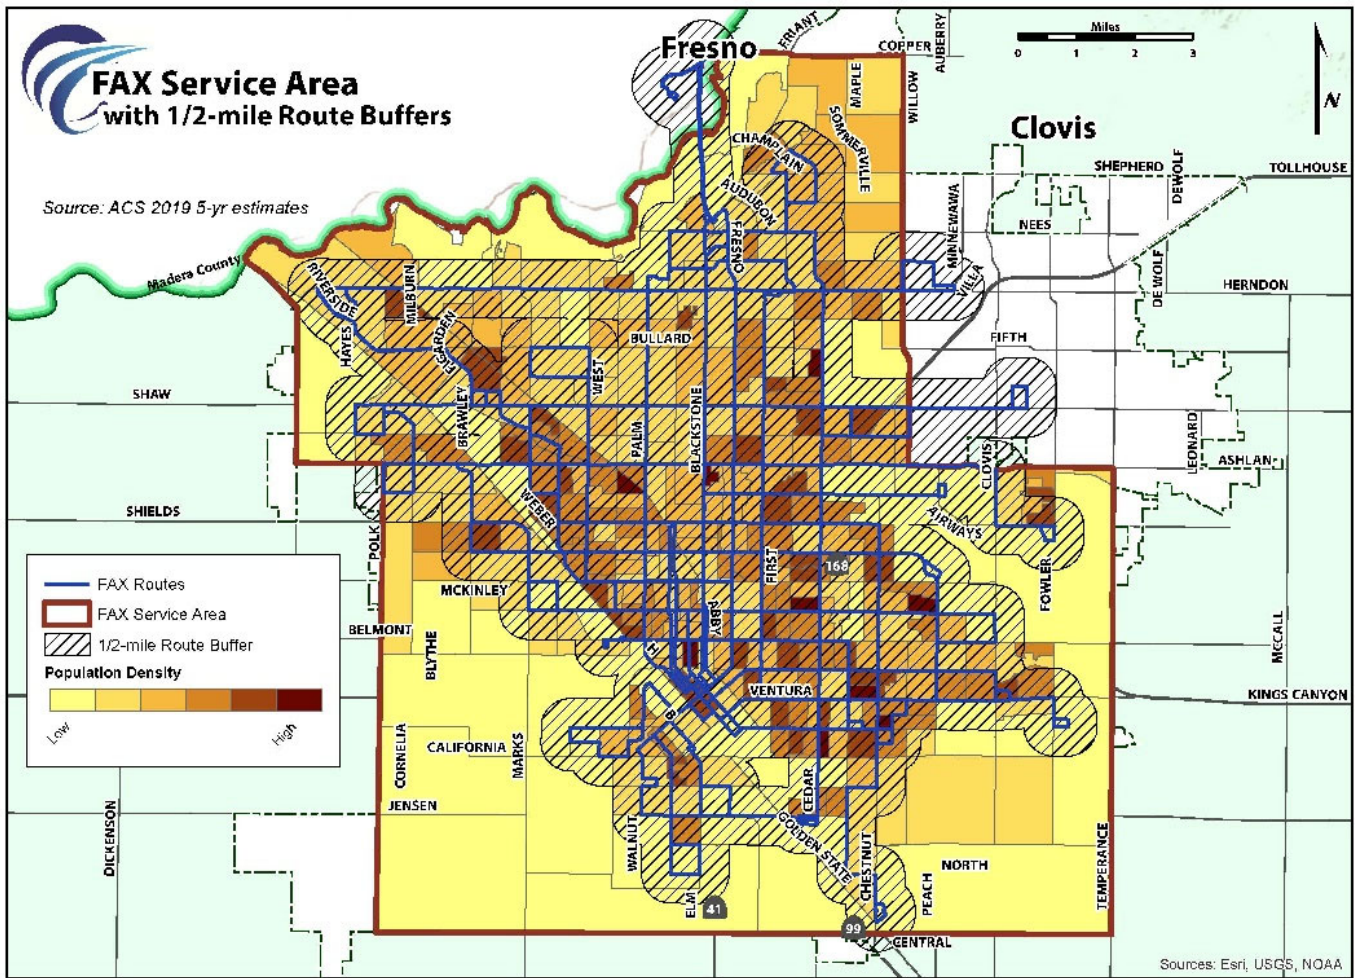 FAX Service Area
with 1/2-mile Route Buffers
Source: ACS 2019 5-yr estimates
Fresno
Clovis
Miles
0 1 2 3
N
FRIANT
COPPER
AUBERRY
WILLOW
MAPLE
SOMMERVILLE
CHAMPLAIN
AUDUBON
FRESNO
SHEPHERD
DEWOLF
TOLLHOUSE
NEES
MINNEWAWA
VILLA
DEWOLF
HERNDON
Madera County
RIVERSIDE
HAYES
MILBURN
FIGARDEN
BULLARD
FIFTH
SHAW
BRAWLEY
WEST
PALM
BLACKSTONE
CLOVIS
LEONARD
ASHLAN
SHIELDS
WEBER
AIRWAYS
POLK
FIRST
168
FOWLER
MCKINLEY
ABBY
BELMONT
BLYTHE
H
MCCALL
VENTURA
KINGS CANYON
B
CALIFORNIA
CORNELIA
MARKS
JENSEN
CEDAR
DICKENSON
WALNUT
GOLDEN STATE
CHESTNUT
NORTH
PEACH
TEMPERANCE
ELM
41
99
CENTRAL
FAX Routes
FAX Service Area
1/2-mile Route Buffer
Population Density
Low
High
Sources: Esri, USGS, NOAA